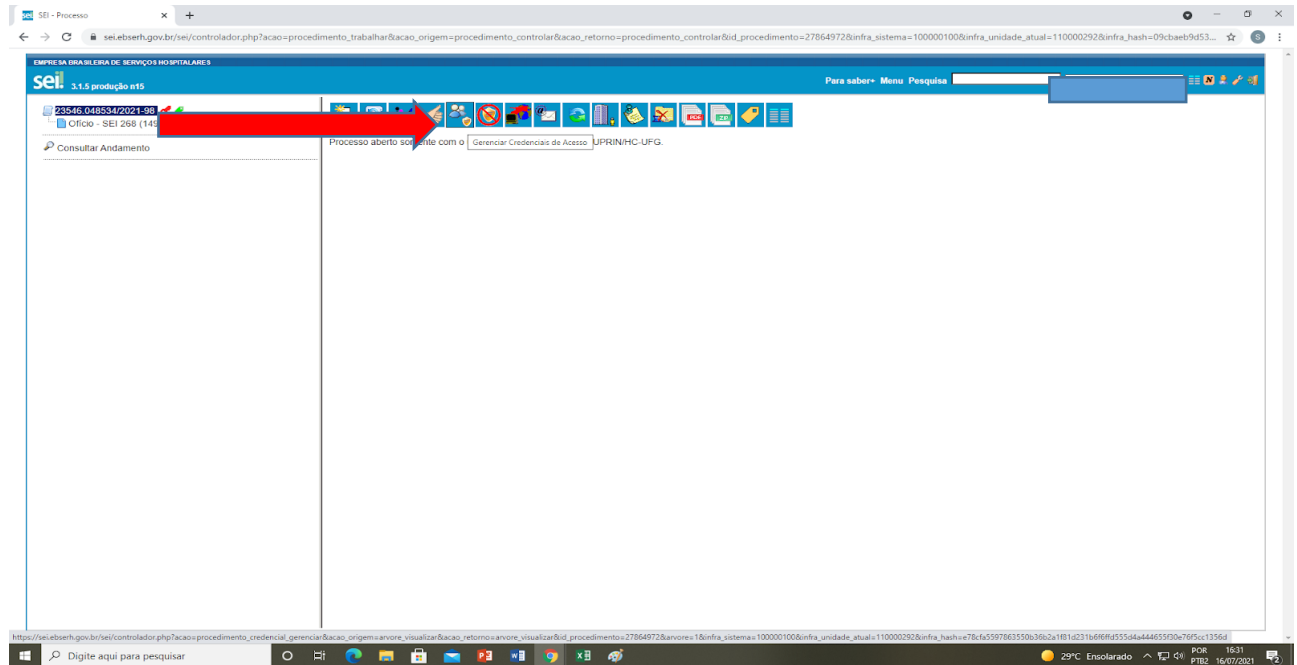 SEI - Processo
sei.ebserh.gov.br/sei/controlador.php?acao=procedimento_trabalhar&acao_origem=procedimento_controlar&acao_retorno=procedimento_controlar&id_procedimento=27864972&infra_sistema=100000100&infra_unidade_atual=110000292&infra_hash=09cbaeb9d53...
S
EMPRESA BRASILEIRA DE SERVIÇOS HOSPITALARES
sei! 3.1.5 produção n15
Para saber+ Menu Pesquisa
23546.048534/2021-98
Ofício - SEI 268 (149
Consultar Andamento
Processo aberto somente com o
Gerenciar Credenciais de Acesso
UPRIN/HC-UFG.
PDF
ZIP
https://sei.ebserh.gov.br/sei/controlador.php?acao=procedimento_credencial_gerenciar&acao_origem=arvore_visualizar&acao_retorno=arvore_visualizar&id_procedimento=27864972&arvore=1&infra_sistema=100000100&infra_unidade_atual=110000292&
Digite aqui para pesquisar
29°C Ensolarado
POR
PTB2
16:31
16/07/2021
2